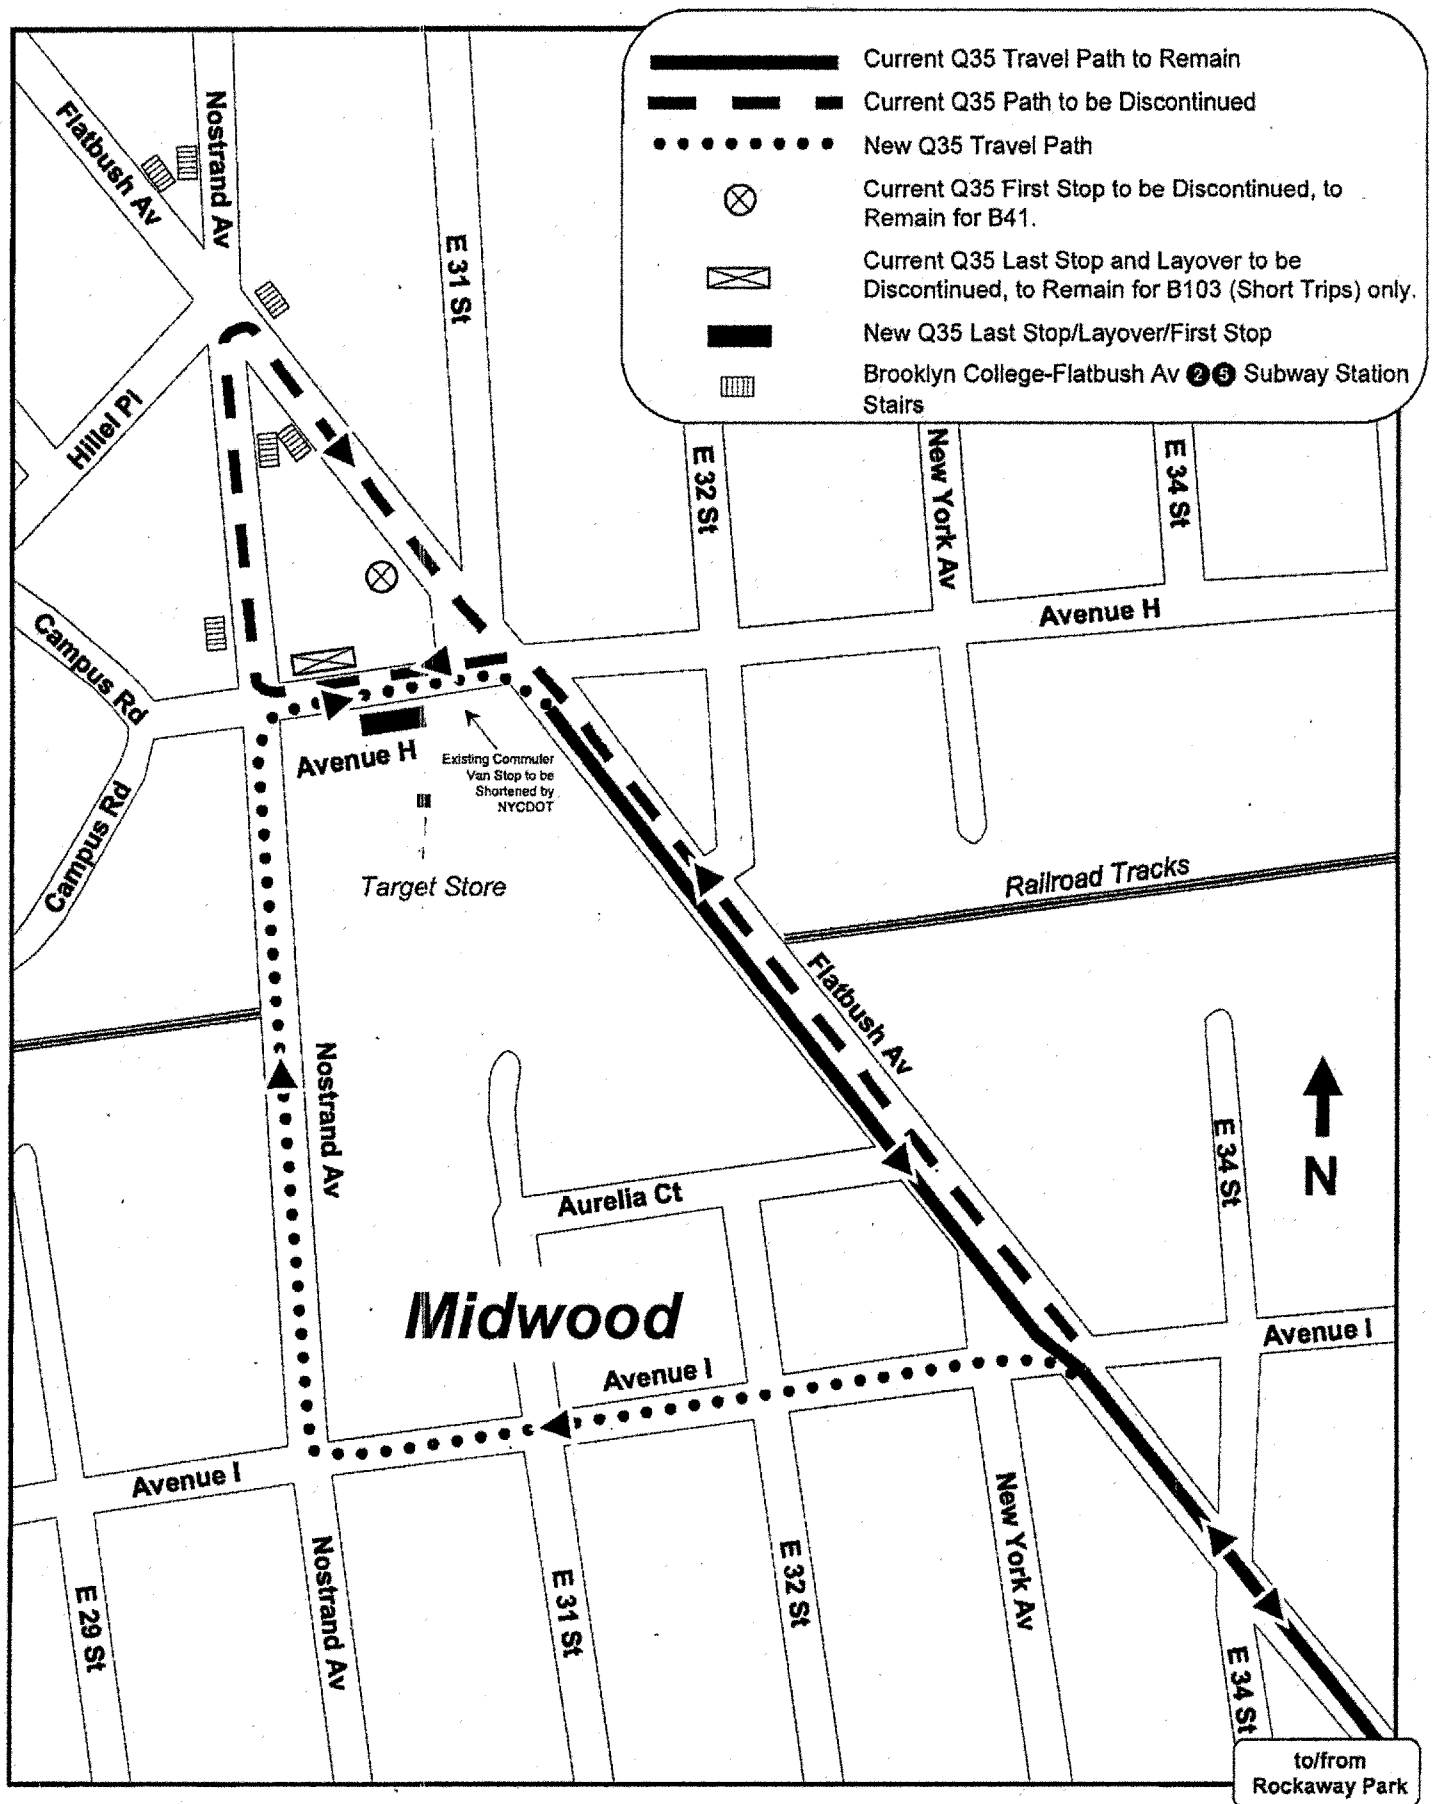 Current Q35 Travel Path to Remain
Current Q35 Path to be Discontinued
New Q35 Travel Path
Current Q35 First Stop to be Discontinued, to
Remain for B41.
Current Q35 Last Stop and Layover to be
Discontinued, to Remain for B103 (Short Trips) only.
New Q35 Last Stop/Layover/First Stop
Brooklyn College-Flatbush Av 2 5 Subway Station
Stairs
Flatbush Av
Nostrand Av
E 31 St
Hillel Pl
E 32 St
New York Av
E 34 St
Avenue H
Campus Rd
Avenue H
Existing Commuter
Van Stop to be
Shortened by
NYCDOT
Campus Rd
Target Store
Railroad Tracks
Flatbush Av
Nostrand Av
E 34 St
N
Aurelia Ct
Midwood
Avenue I
Avenue I
Avenue I
E 29 St
Nostrand Av
E 31 St
E 32 St
New York Av
E 34 St
to/from
Rockaway Park